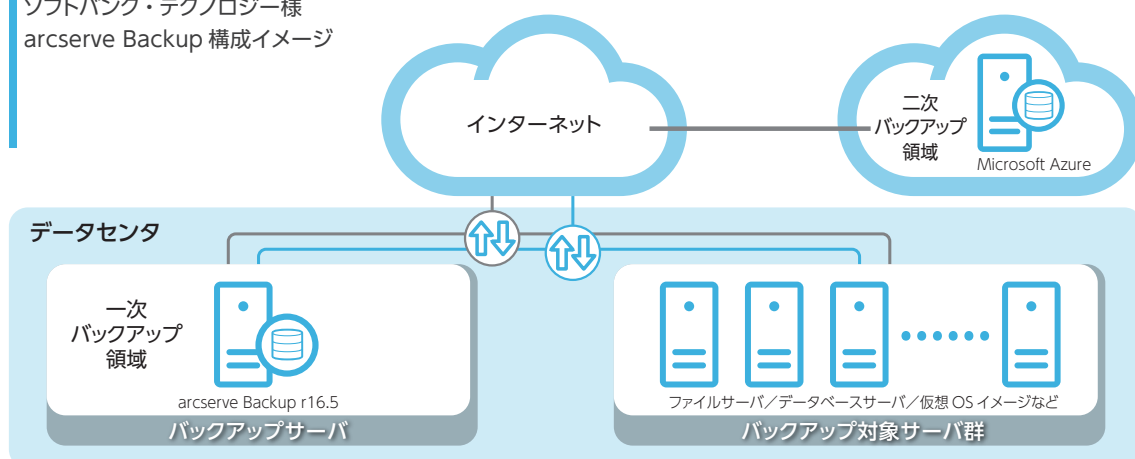 ソフトバンク・テクノロジー様
arcserve Backup 構成イメージ
インターネット
二次
バックアップ
領域
Microsoft Azure
データセンタ
一次
バックアップ
領域
arcserve Backup r16.5
バックアップサーバ
ファイルサーバ／データベースサーバ／仮想 OS イメージなど
バックアップ対象サーバ群